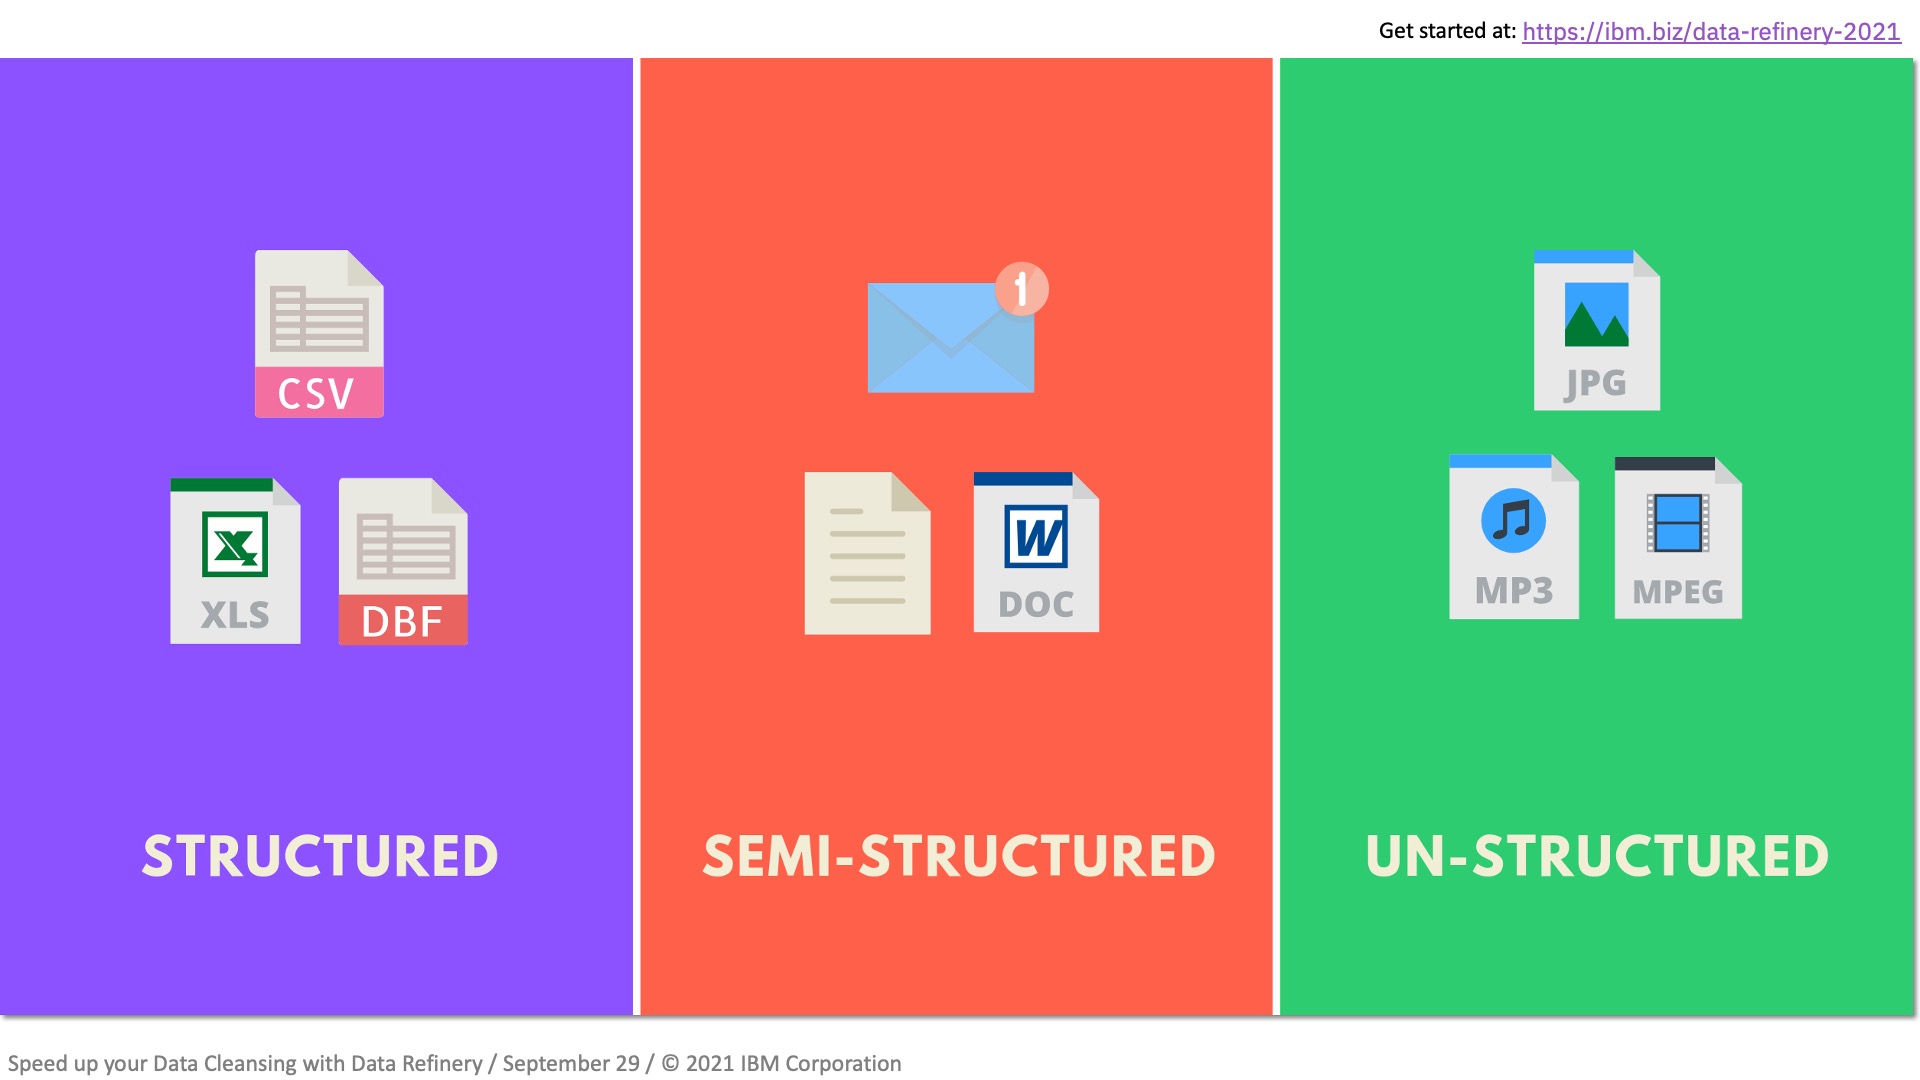 Get started at: https://ibm.biz/data-refinery-2021
CSV
XLS
DBF
STRUCTURED
1
W
DOC
SEMI-STRUCTURED
JPG
MP3
MPEG
UN-STRUCTURED
Speed up your Data Cleansing with Data Refinery / September 29 / © 2021 IBM Corporation